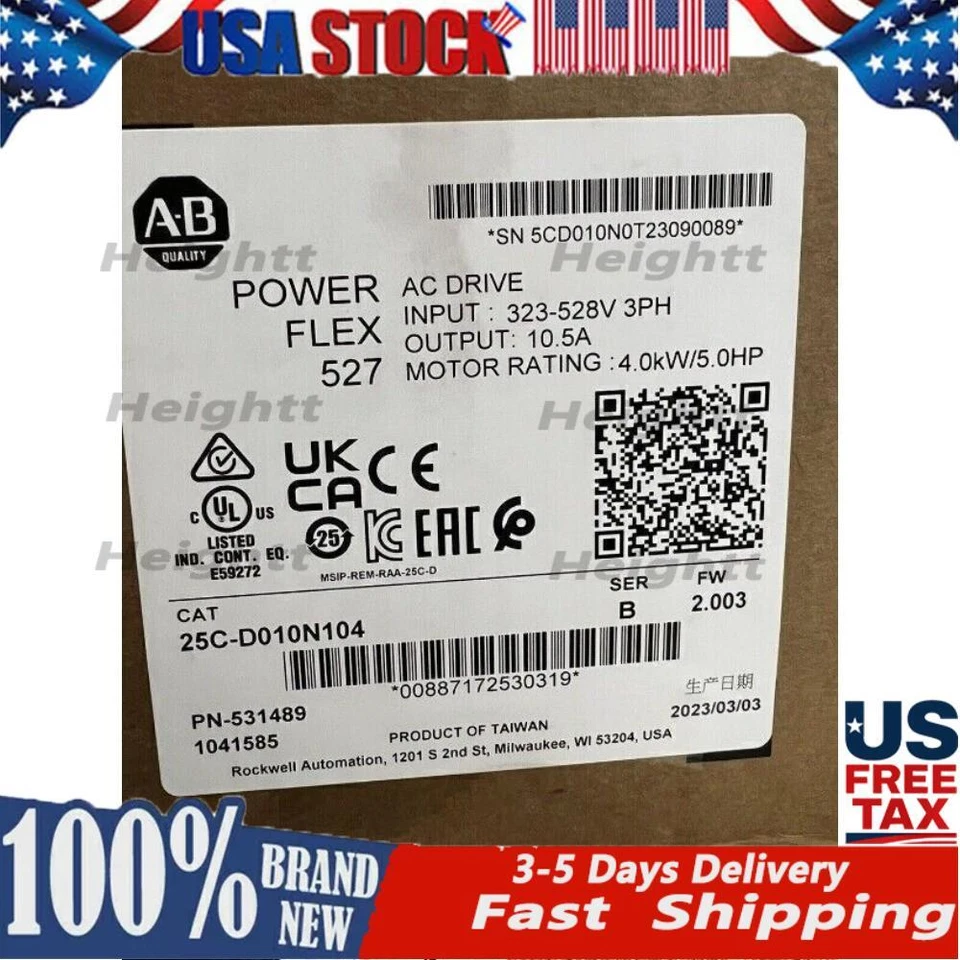 USA STOCK
A-B
QUALITY
*SN 5CD010N0T23090089*
POWER
FLEX
527
AC DRIVE
INPUT : 323-528V 3PH
OUTPUT: 10.5A
MOTOR RATING :4.0kW/5.0HP
Heightt
Heightt
Heightt
Heightt
Heightt
Heightt
UK
CA
CE
C UL US
LISTED
IND. CONT. EQ.
E59272
25
EAC
MSIP-REM-RAA-25C-D
SER
B
FW
2.003
CAT
25C-D010N104
*00887172530319*
PN-531489
1041585
生产日期
2023/03/03
PRODUCT OF TAIWAN
Rockwell Automation, 1201 S 2nd St, Milwaukee, WI 53204, USA
US
FREE
TAX
100%
BRAND
NEW
3-5 Days Delivery
Fast Shipping